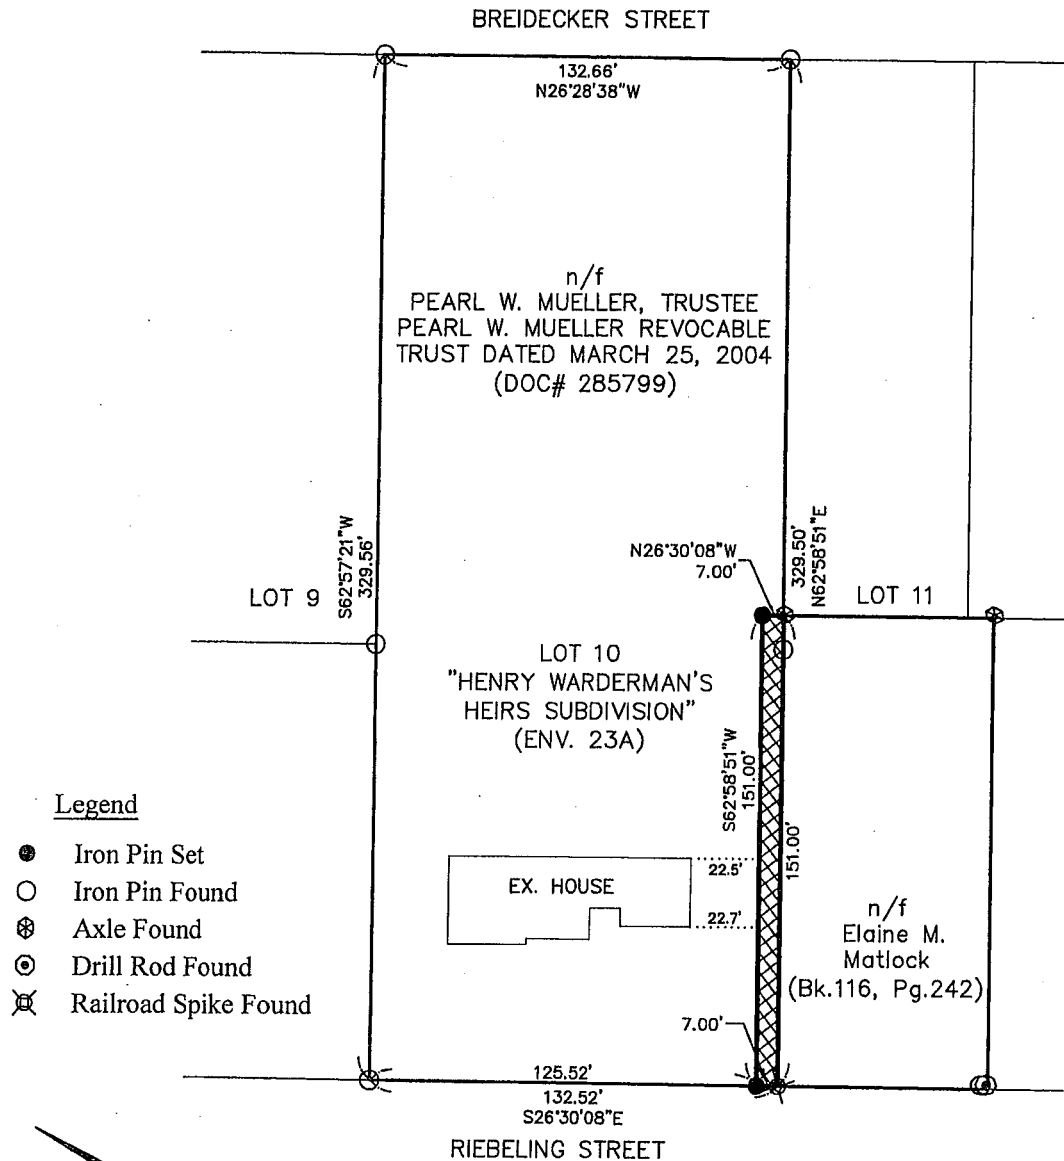 BREIDECKER STREET
132.66'
N26°28'38"W
n/f
PEARL W. MUELLER, TRUSTEE
PEARL W. MUELLER REVOCABLE
TRUST DATED MARCH 25, 2004
(DOC# 285799)
S62°57'21"W
329.56'
LOT 9
N26°30'08"W
7.00'
329.50'
N62°58'51"E
LOT 11
LOT 10
"HENRY WARDERMAN'S
HEIRS SUBDIVISION"
(ENV. 23A)
S62°58'51"W
151.00'
151.00'
Legend
Iron Pin Set
Iron Pin Found
Axle Found
Drill Rod Found
Railroad Spike Found
EX. HOUSE
22.5'
22.7'
n/f
Elaine M.
Matlock
(Bk.116, Pg.242)
7.00'
125.52'
132.52'
S26°30'08"E
RIEBELING STREET